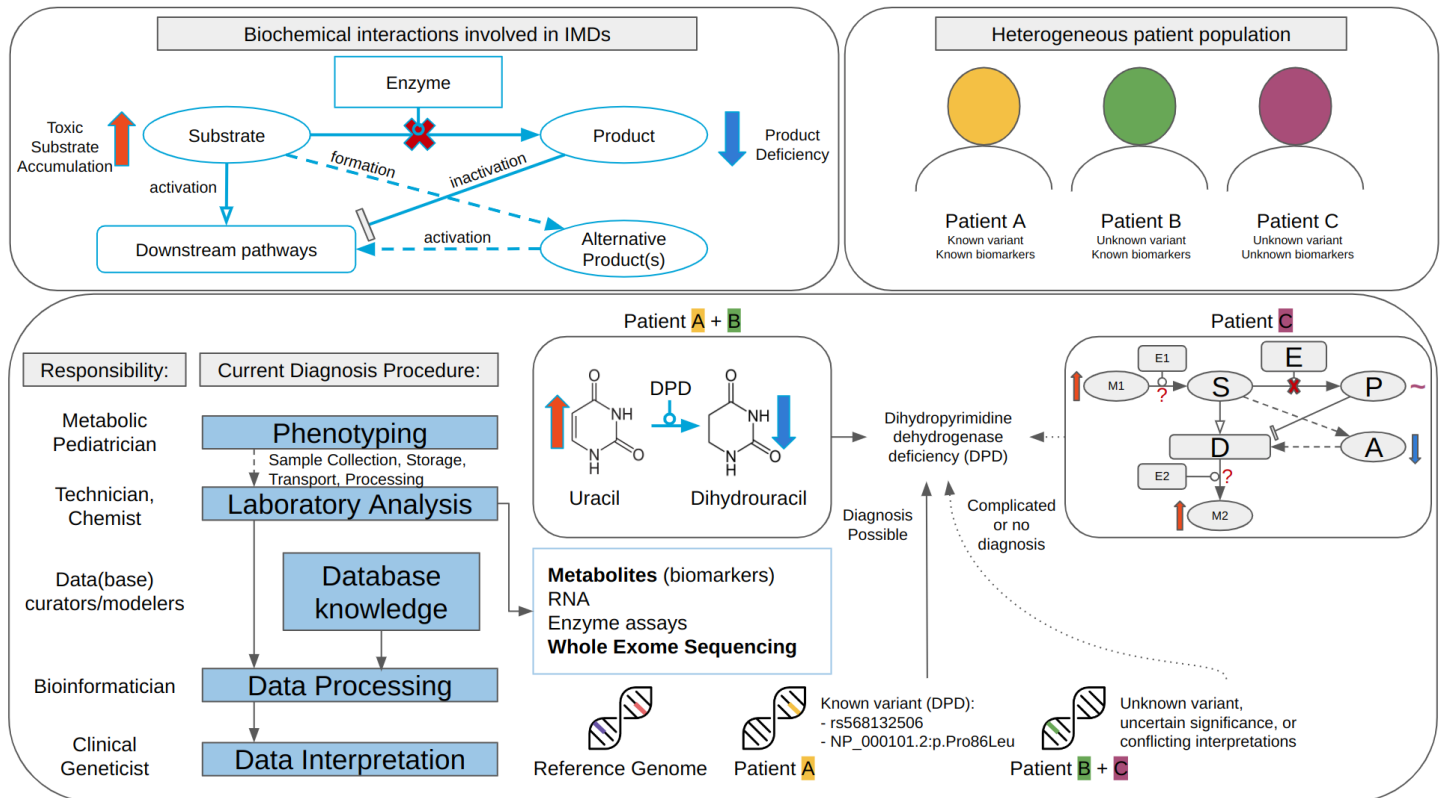 Biochemical interactions involved in IMDs
Enzyme
Toxic
Substrate
Accumulation
Substrate
Product
Product
Deficiency
formation
inactivation
activation
Downstream pathways
activation
Alternative
Product(s)
Heterogeneous patient population
Patient A
Known variant
Known biomarkers
Patient B
Unknown variant
Known biomarkers
Patient C
Unknown variant
Unknown biomarkers
Responsibility:
Current Diagnosis Procedure:
Metabolic
Pediatrician
Phenotyping
Sample Collection, Storage,
Transport, Processing
Technician,
Chemist
Laboratory Analysis
Data(base)
curators/modelers
Database
knowledge
Bioinformatician
Data Processing
Clinical
Geneticist
Data Interpretation
Patient A + B
O
NH
N
H
O
Uracil
DPD
O
NH
N
H
O
Dihydrouracil
Metabolites (biomarkers)
RNA
Enzyme assays
Whole Exome Sequencing
Dihydropyrimidine
dehydrogenase
deficiency (DPD)
Diagnosis
Possible
Complicated
or no
diagnosis
Patient C
E1
E
M1
?
S
P
~
D
A
E2
?
M2
Reference Genome
Patient A
Known variant (DPD):
- rs568132506
- NP_000101.2:p.Pro86Leu
Patient B + C
Unknown variant,
uncertain significance, or
conflicting interpretations